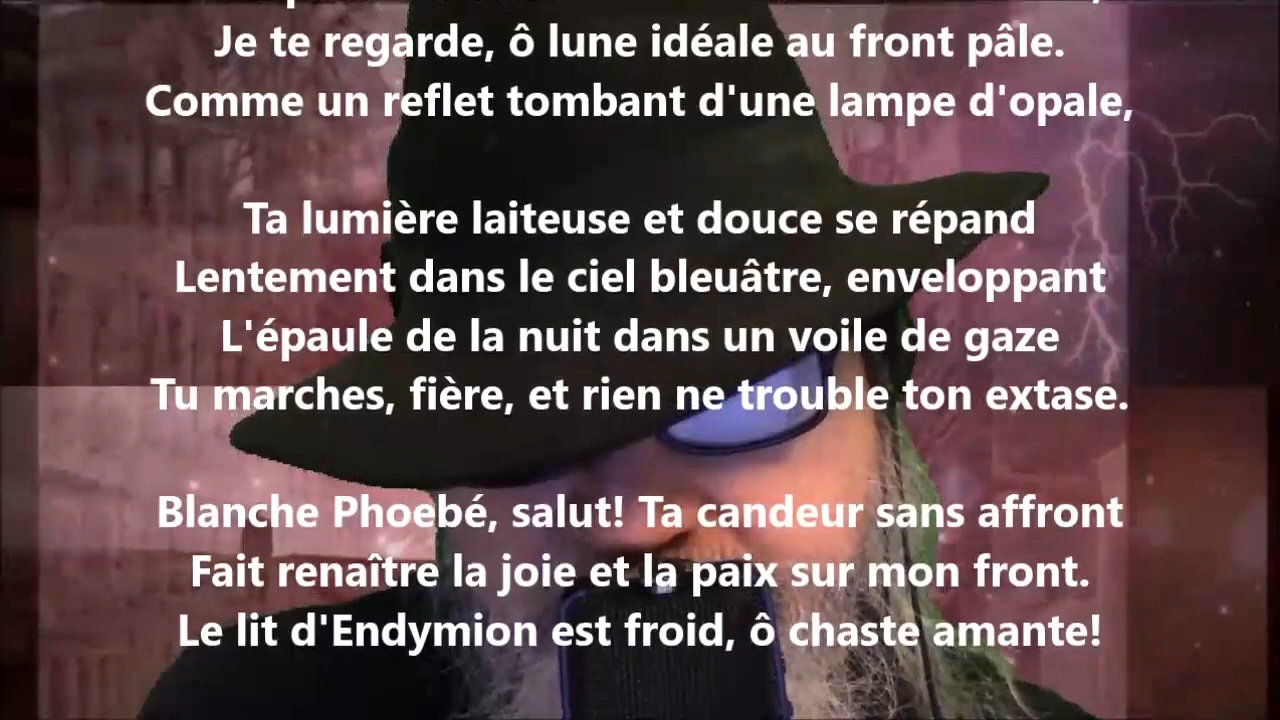 Je te regarde, ô lune idéale au front pâle.
Comme un reflet tombant d'une lampe d'opale,
Ta lumière laiteuse et douce se répand
Lentement dans le ciel bleuâtre, enveloppant
L'épaule de la nuit dans un voile de gaze
Tu marches, fière, et rien ne trouble ton extase.
Blanche Phoebé, salut! Ta candeur sans affront
Fait renaître la joie et la paix sur mon front.
Le lit d'Endymion est froid, ô chaste amante!